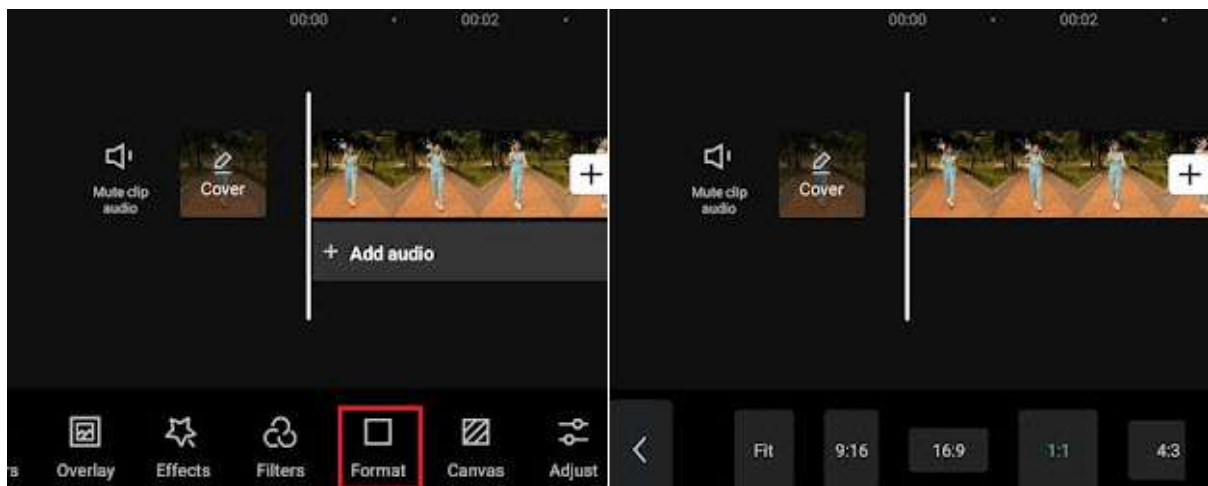 00:00
00:02
Mute clip
audio
Cover
+ Add audio
s
Overlay
Effects
Filters
Format
Canvas
Adjust
00:00
00:02
Mute clip
audio
Cover
Fit
9:16
16:9
1:1
4:3